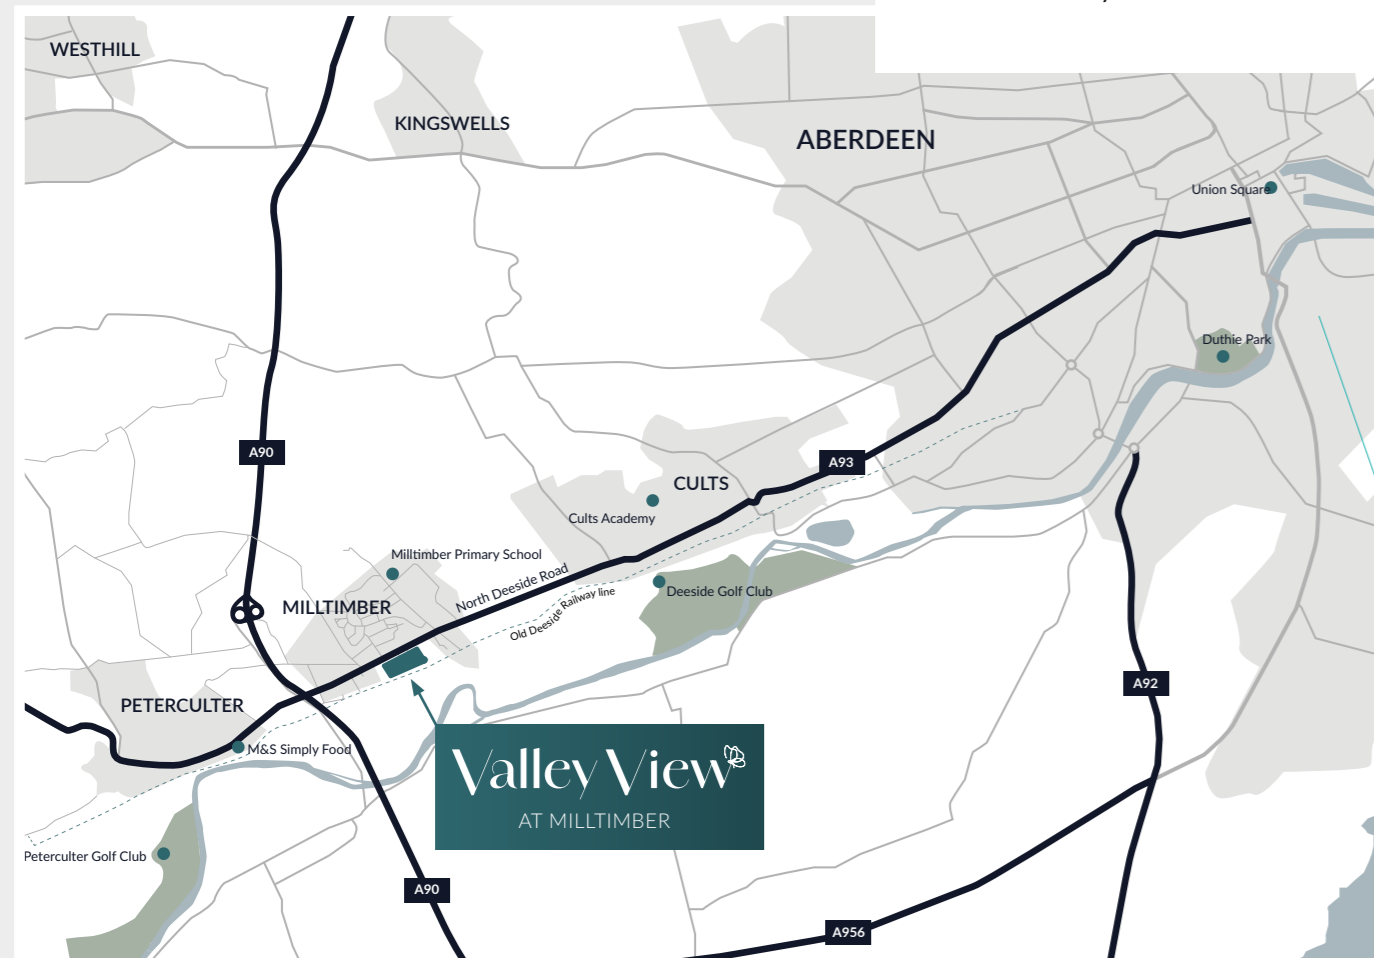 WESTHILL
KINGSWELLS
ABERDEEN
Union Square
Duthie Park
A90
A93
CULTS
Cults Academy
Milltimber Primary School
North Deeside Road
Deeside Golf Club
Old Deeside Railway line
MILLTIMBER
A92
PETERCULTER
M&S Simply Food
Valley View
AT MILLTIMBER
Peterculter Golf Club
A90
A956